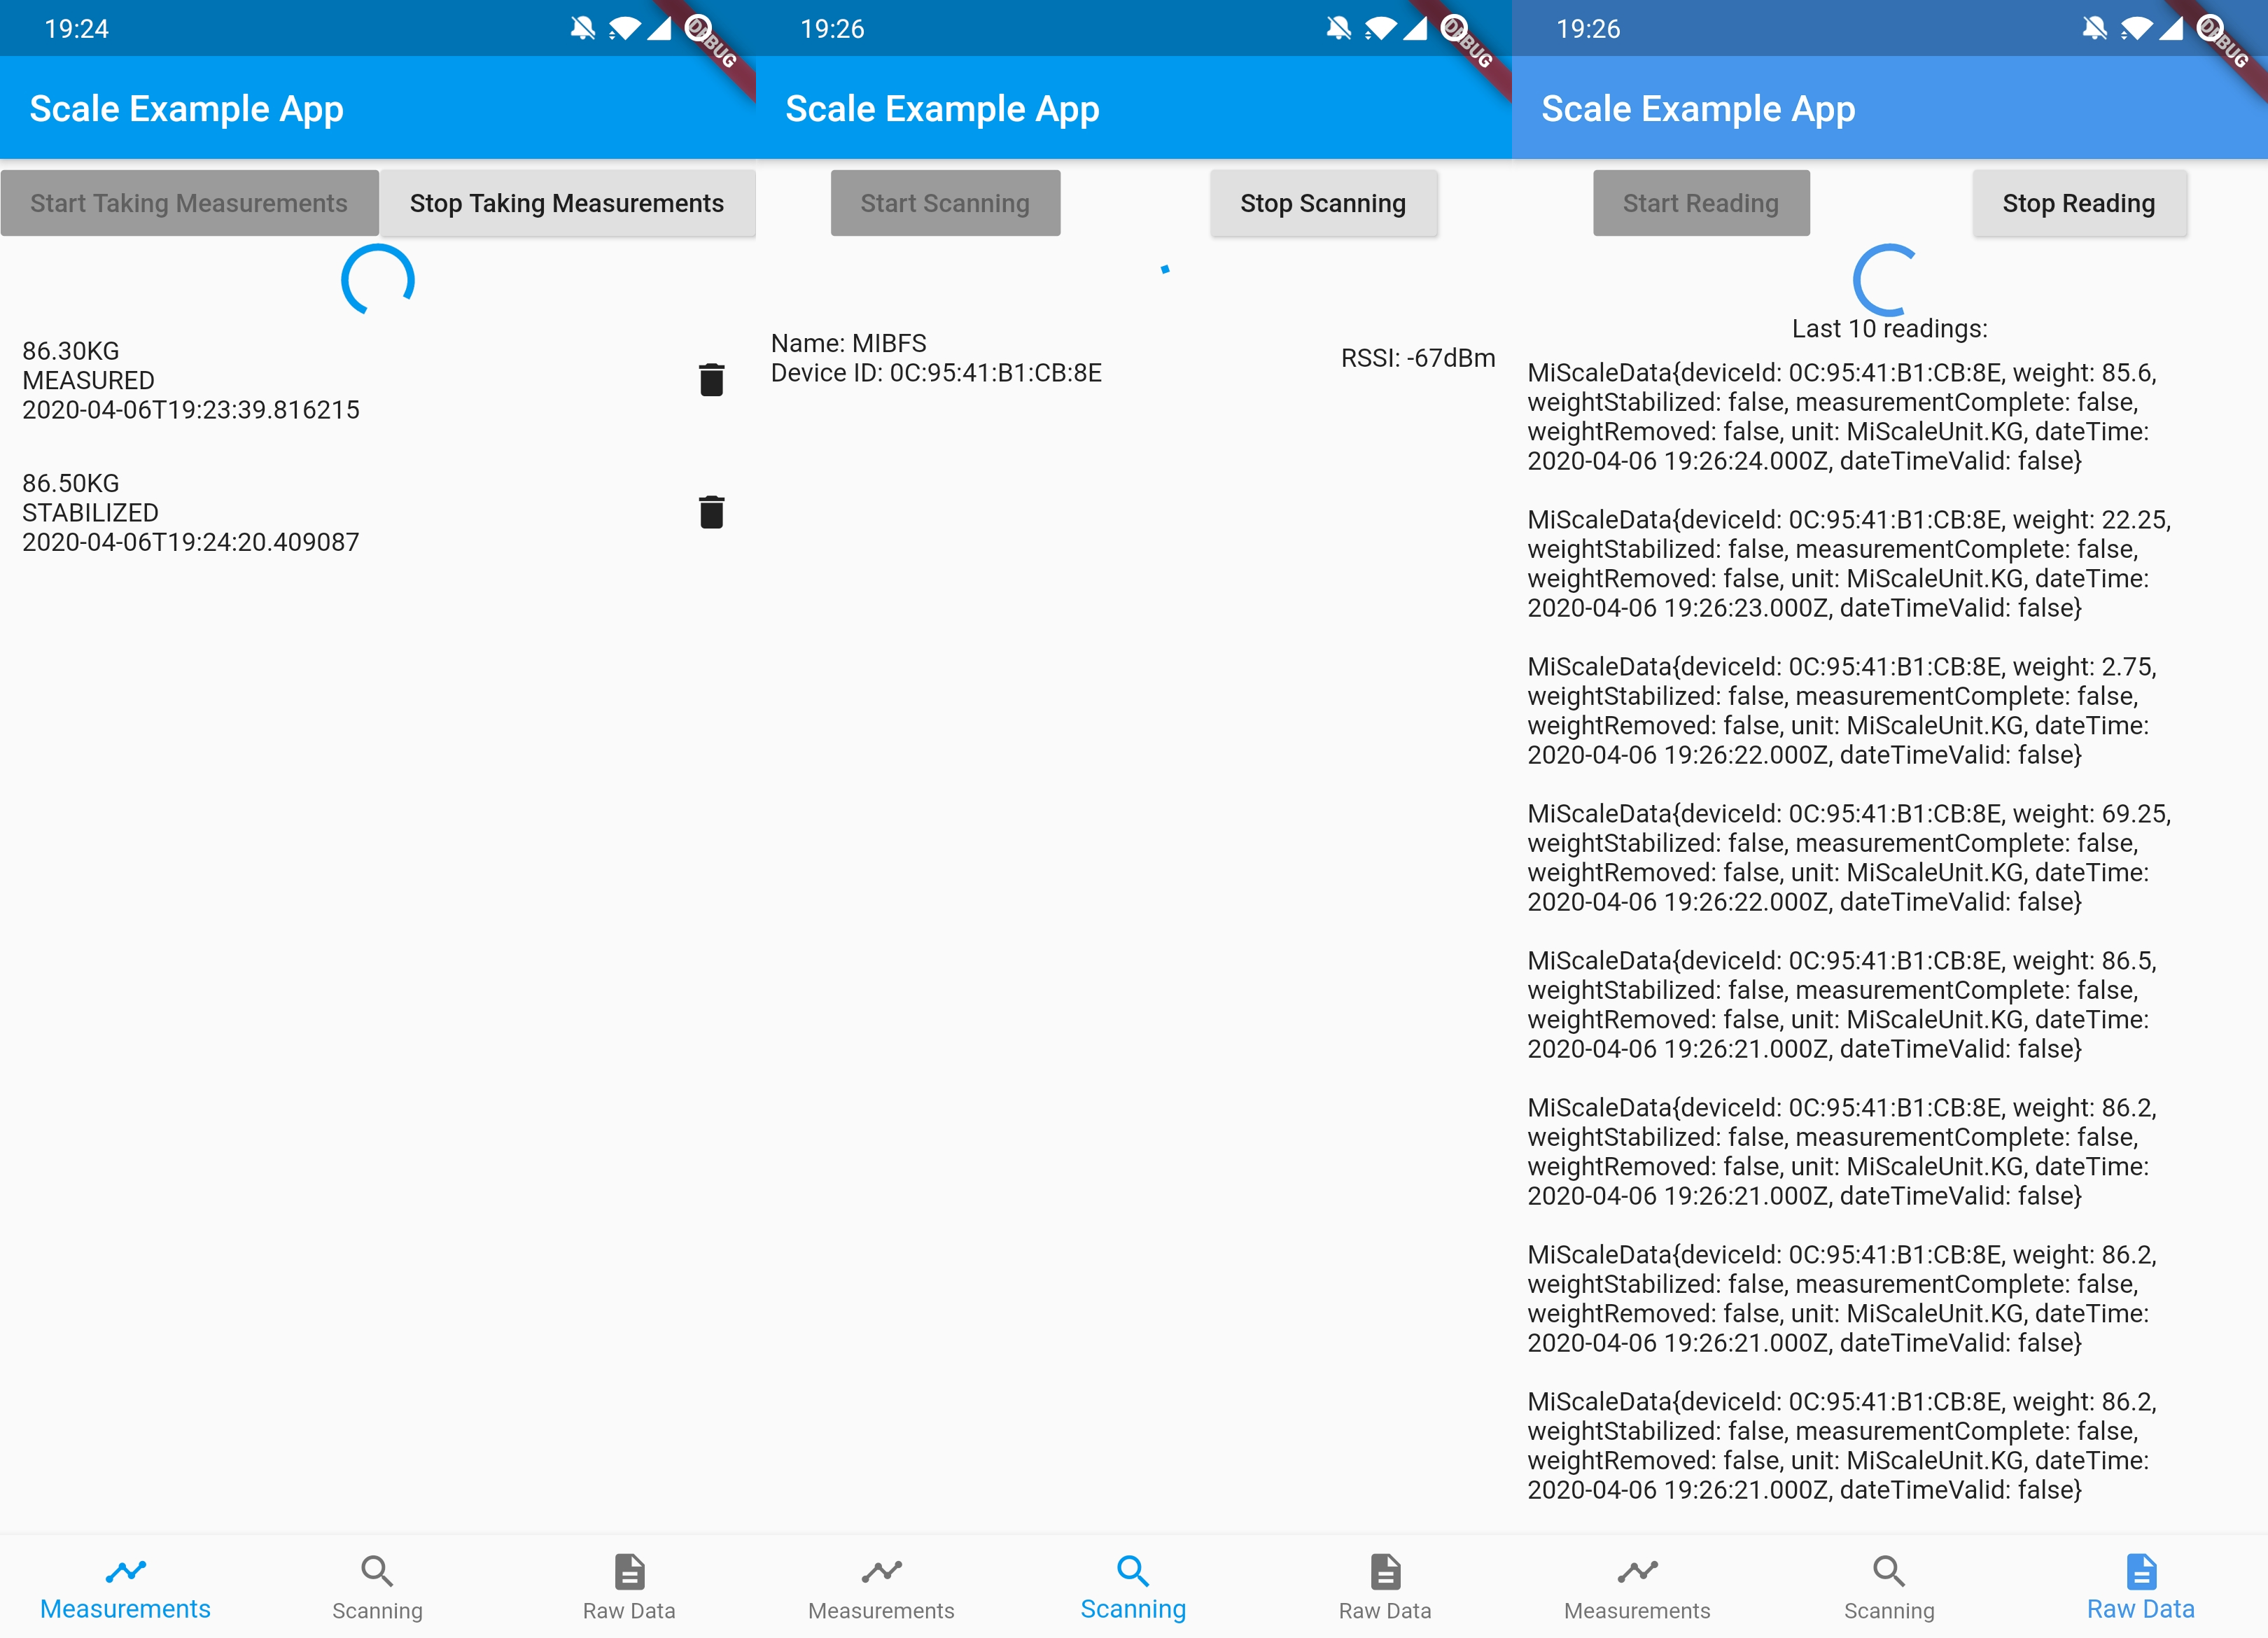 19:24
DEBUG
Scale Example App
Start Taking Measurements
Stop Taking Measurements
86.30KG
MEASURED
2020-04-06T19:23:39.816215
86.50KG
STABILIZED
2020-04-06T19:24:20.409087
Measurements
Scanning
Raw Data
19:26
DEBUG
Scale Example App
Start Scanning
Stop Scanning
Name: MIBFS
Device ID: 0C:95:41:B1:CB:8E
RSSI: -67dBm
Measurements
Scanning
Raw Data
19:26
DEBUG
Scale Example App
Start Reading
Stop Reading
Last 10 readings:
MiScaleData{deviceId: 0C:95:41:B1:CB:8E, weight: 85.6,
weightStabilized: false, measurementComplete: false,
weightRemoved: false, unit: MiScaleUnit.KG, dateTime:
2020-04-06 19:26:24.000Z, dateTimeValid: false}
MiScaleData{deviceId: 0C:95:41:B1:CB:8E, weight: 22.25,
weightStabilized: false, measurementComplete: false,
weightRemoved: false, unit: MiScaleUnit.KG, dateTime:
2020-04-06 19:26:23.000Z, dateTimeValid: false}
MiScaleData{deviceId: 0C:95:41:B1:CB:8E, weight: 2.75,
weightStabilized: false, measurementComplete: false,
weightRemoved: false, unit: MiScaleUnit.KG, dateTime:
2020-04-06 19:26:22.000Z, dateTimeValid: false}
MiScaleData{deviceId: 0C:95:41:B1:CB:8E, weight: 69.25,
weightStabilized: false, measurementComplete: false,
weightRemoved: false, unit: MiScaleUnit.KG, dateTime:
2020-04-06 19:26:22.000Z, dateTimeValid: false}
MiScaleData{deviceId: 0C:95:41:B1:CB:8E, weight: 86.5,
weightStabilized: false, measurementComplete: false,
weightRemoved: false, unit: MiScaleUnit.KG, dateTime:
2020-04-06 19:26:21.000Z, dateTimeValid: false}
MiScaleData{deviceId: 0C:95:41:B1:CB:8E, weight: 86.2,
weightStabilized: false, measurementComplete: false,
weightRemoved: false, unit: MiScaleUnit.KG, dateTime:
2020-04-06 19:26:21.000Z, dateTimeValid: false}
MiScaleData{deviceId: 0C:95:41:B1:CB:8E, weight: 86.2,
weightStabilized: false, measurementComplete: false,
weightRemoved: false, unit: MiScaleUnit.KG, dateTime:
2020-04-06 19:26:21.000Z, dateTimeValid: false}
MiScaleData{deviceId: 0C:95:41:B1:CB:8E, weight: 86.2,
weightStabilized: false, measurementComplete: false,
weightRemoved: false, unit: MiScaleUnit.KG, dateTime:
2020-04-06 19:26:21.000Z, dateTimeValid: false}
Measurements
Scanning
Raw Data